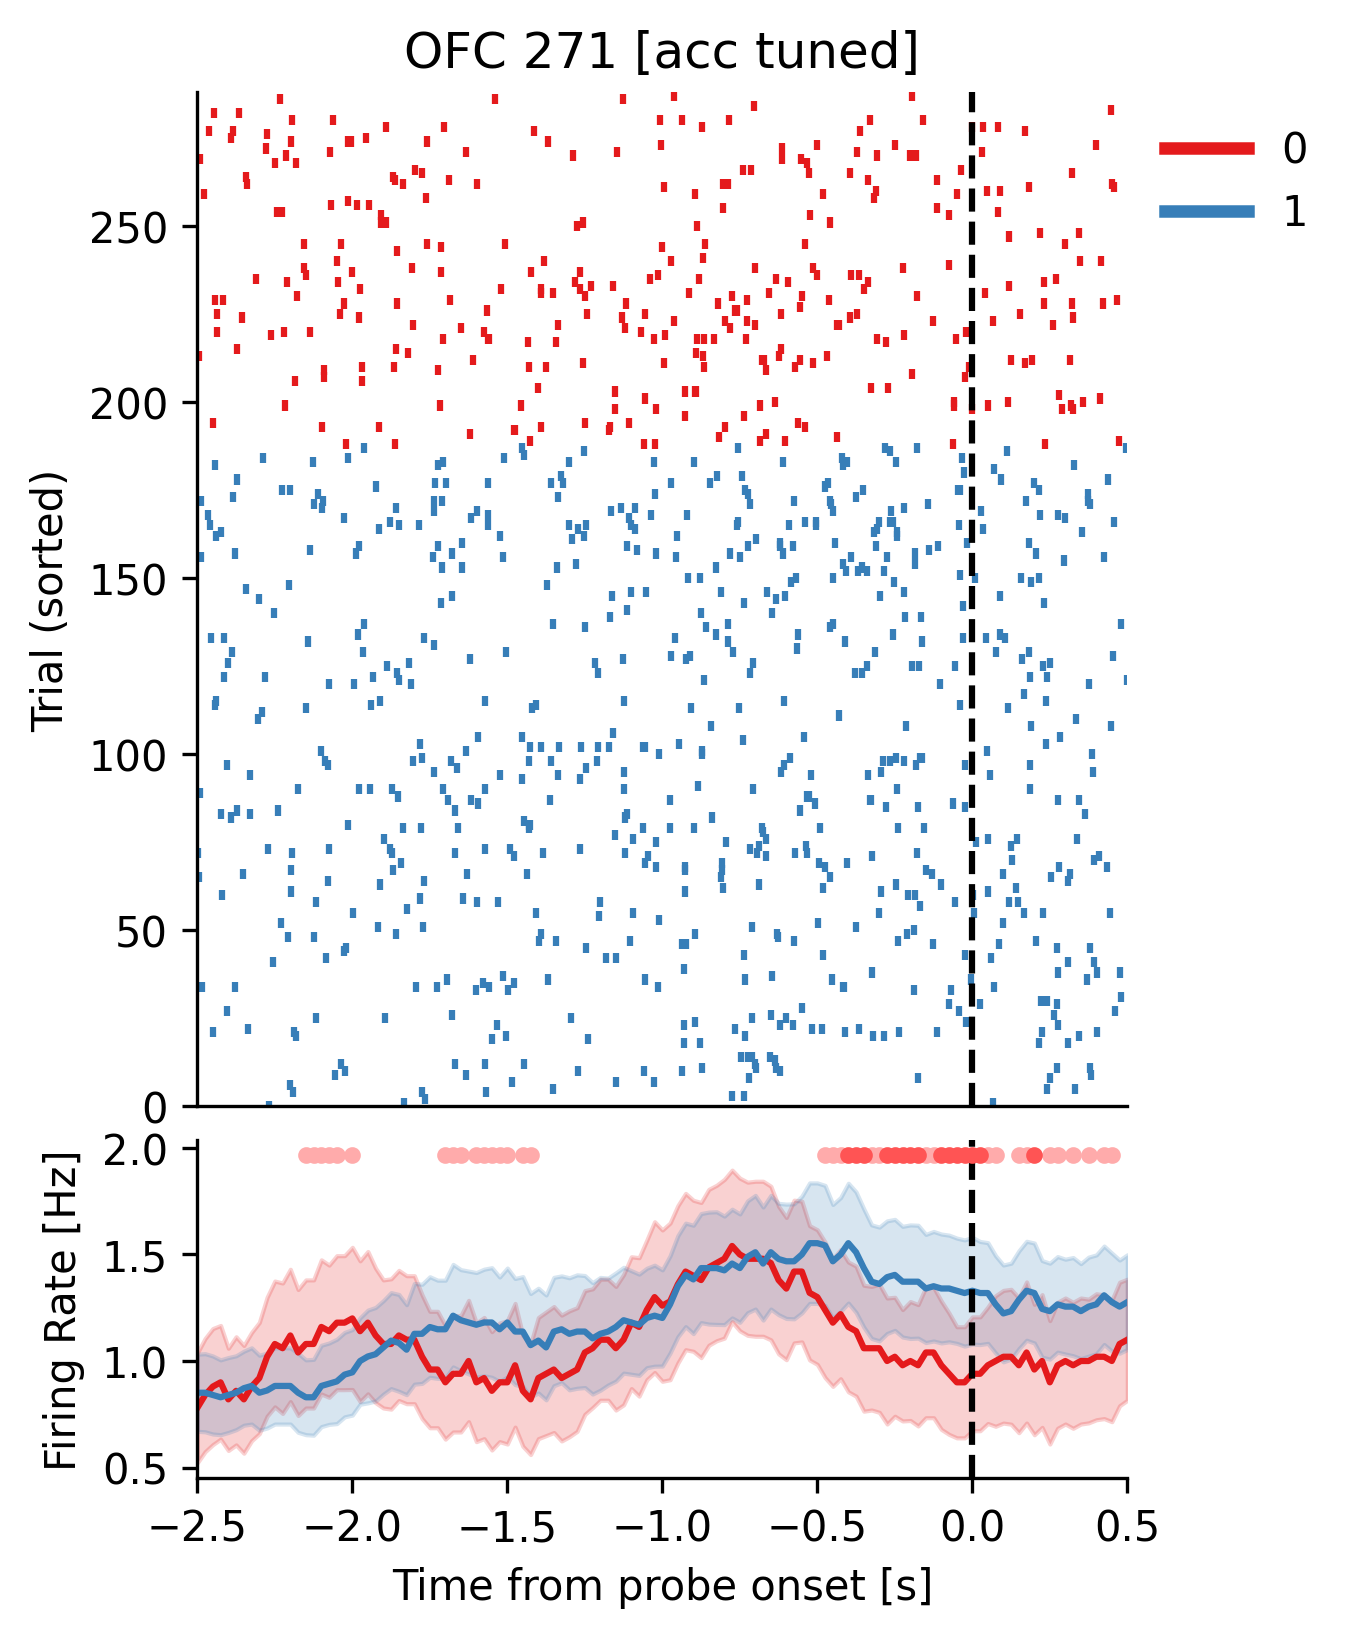 OFC 271 [acc tuned]
0
1
250
200
150
100
50
0
Trial (sorted)
2.0
1.5
1.0
0.5
Firing Rate [Hz]
−2.5 −2.0 −1.5 −1.0 −0.5 0.0 0.5
Time from probe onset [s]